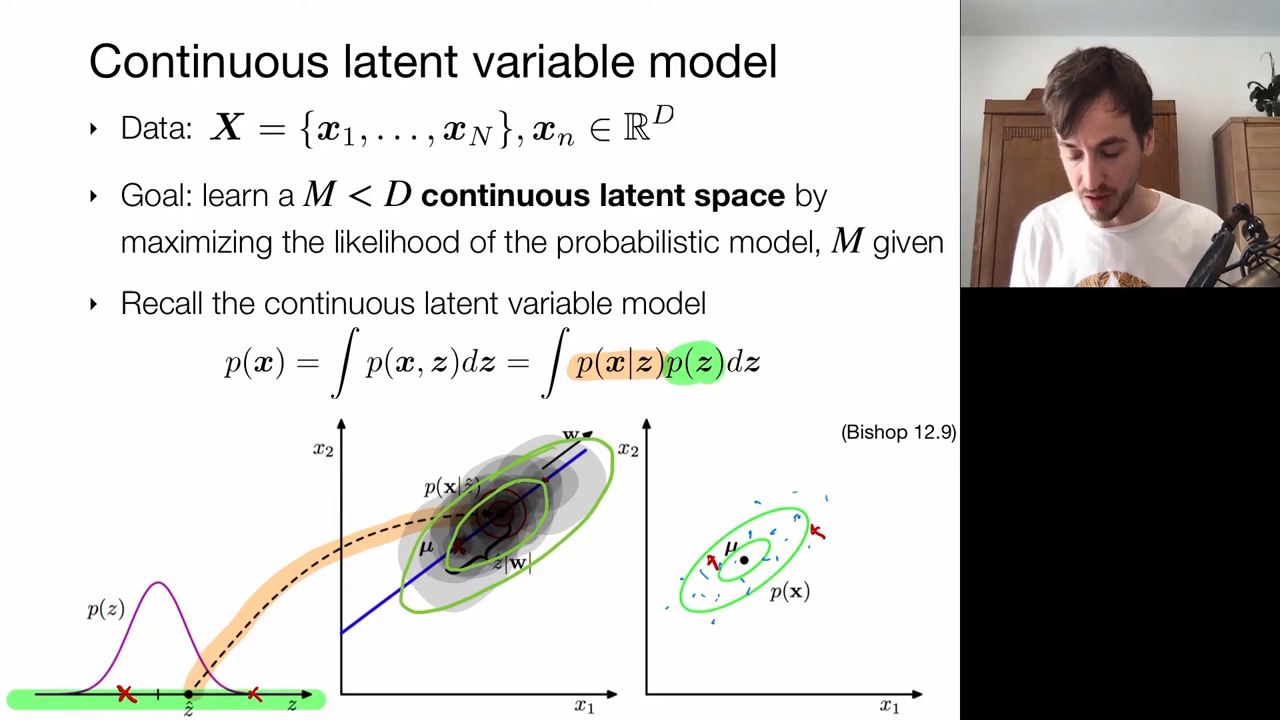 Continuous latent variable model
‣ Data: X = {x₁, . . . , x_N}, xₙ ∈ ℝᴰ
‣ Goal: learn a M < D continuous latent space by
maximizing the likelihood of the probabilistic model, M given
‣ Recall the continuous latent variable model
p(x) = ∫ p(x, z)dz = ∫ p(x|z)p(z)dz
(Bishop 12.9)
x₂
w
x₂
p(x|ẑ)
μ
ẑ|w|
μ
p(x)
p(z)
ẑ
z
x₁
x₁